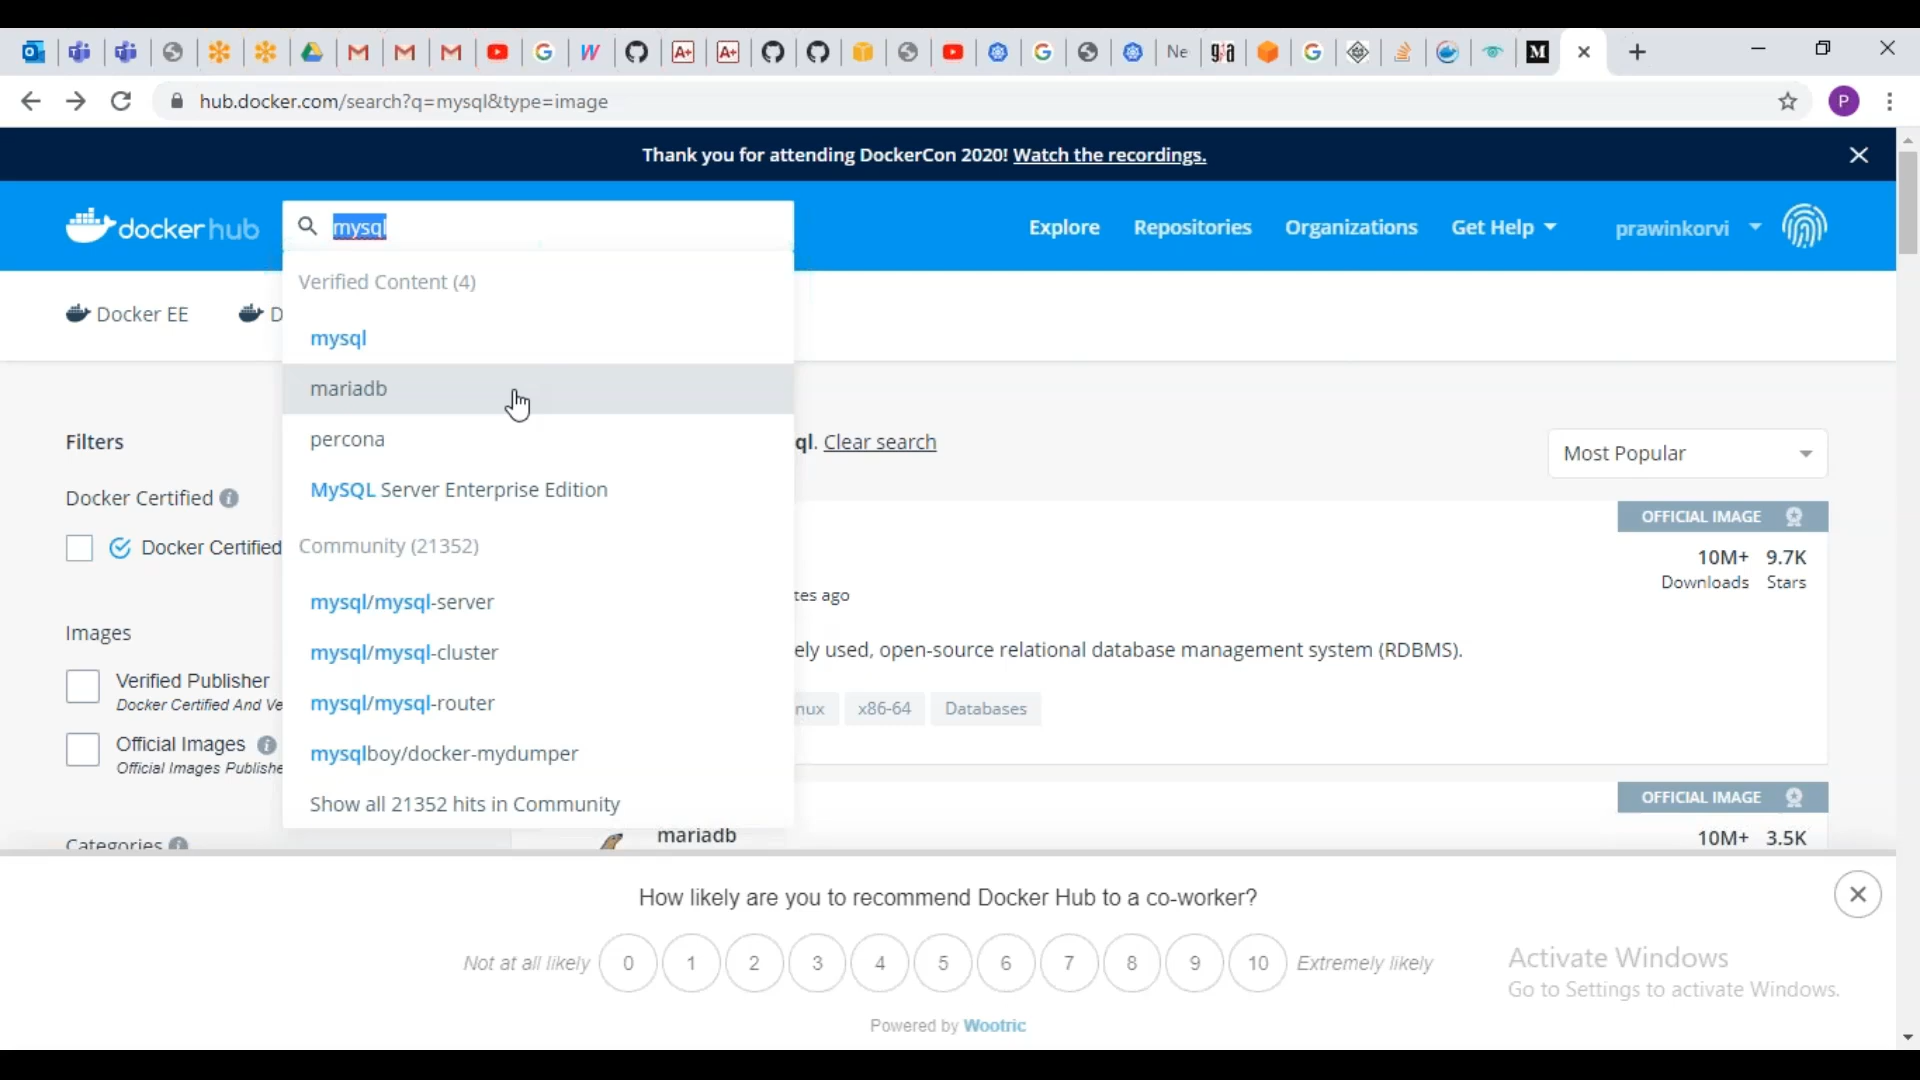 Ne
g|a
M
hub.docker.com/search?q=mysql&type=image
P
Thank you for attending DockerCon 2020! Watch the recordings.
docker hub
mysql
Explore
Repositories
Organizations
Get Help
prawinkorvi
Verified Content (4)
Docker EE
D
mysql
mariadb
percona
MySQL Server Enterprise Edition
Community (21352)
mysql/mysql-server
mysql/mysql-cluster
mysql/mysql-router
mysqlboy/docker-mydumper
Show all 21352 hits in Community
Filters
Docker Certified
Docker Certified
Images
Verified Publisher
Docker Certified And Ve
Official Images
Official Images Publishe
Categories
ql. Clear search
Most Popular
OFFICIAL IMAGE
10M+ 9.7K
Downloads Stars
tes ago
ely used, open-source relational database management system (RDBMS).
nux
x86-64
Databases
OFFICIAL IMAGE
mariadb
10M+ 3.5K
How likely are you to recommend Docker Hub to a co-worker?
Not at all likely 0 1 2 3 4 5 6 7 8 9 10 Extremely likely
Powered by Wootric
Activate Windows
Go to Settings to activate Windows.